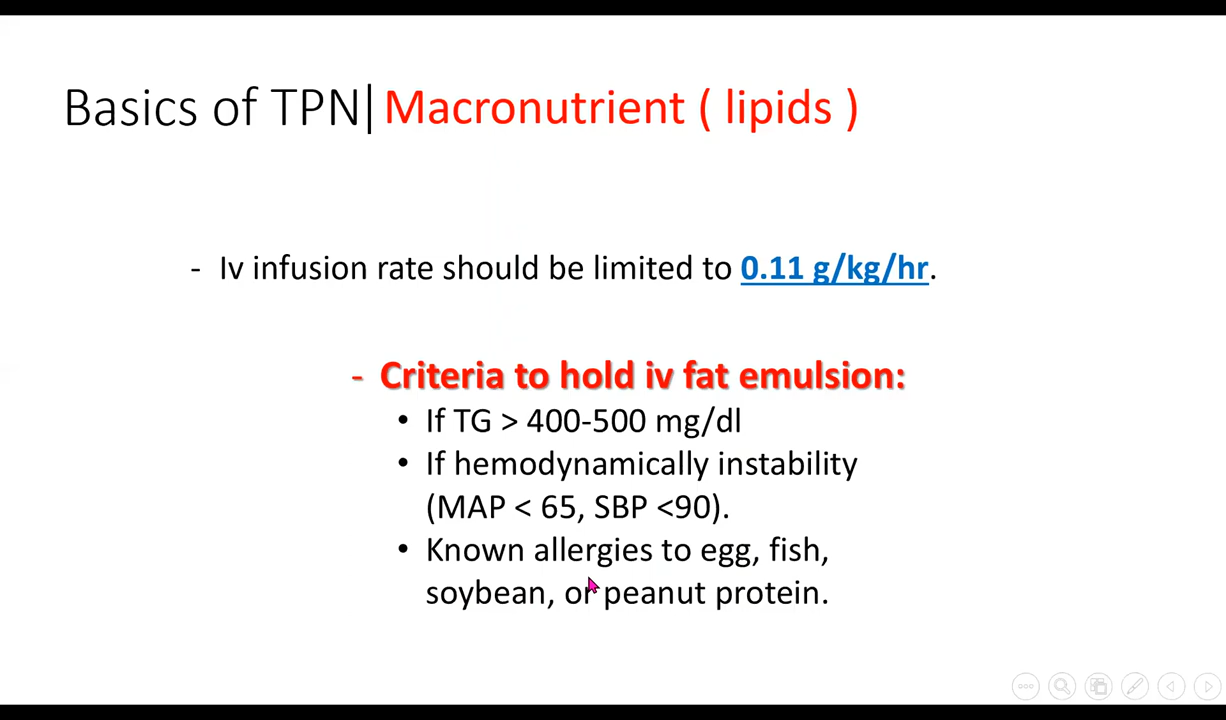 Basics of TPN| Macronutrient ( lipids )
- Iv infusion rate should be limited to 0.11 g/kg/hr.
- Criteria to hold iv fat emulsion:
• If TG > 400-500 mg/dl
• If hemodynamically instability
(MAP < 65, SBP <90).
• Known allergies to egg, fish,
soybean, or peanut protein.